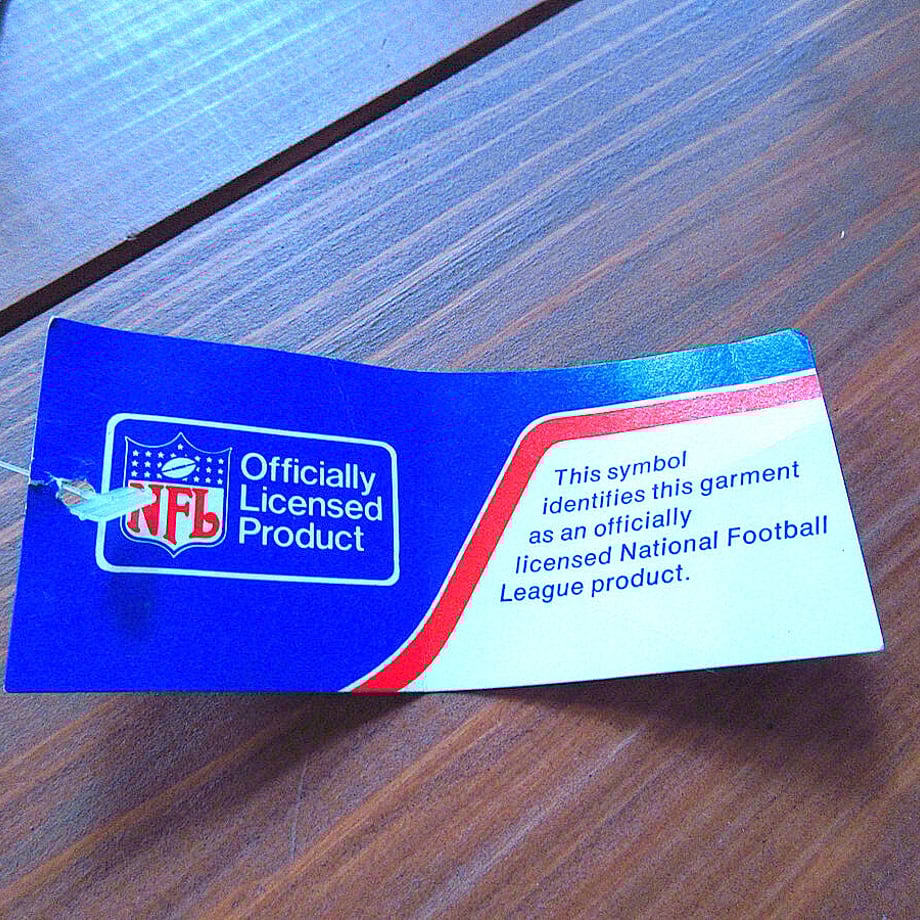 NFL
Officially
Licensed
Product
This symbol
identifies this garment
as an officially
licensed National Football
League product.